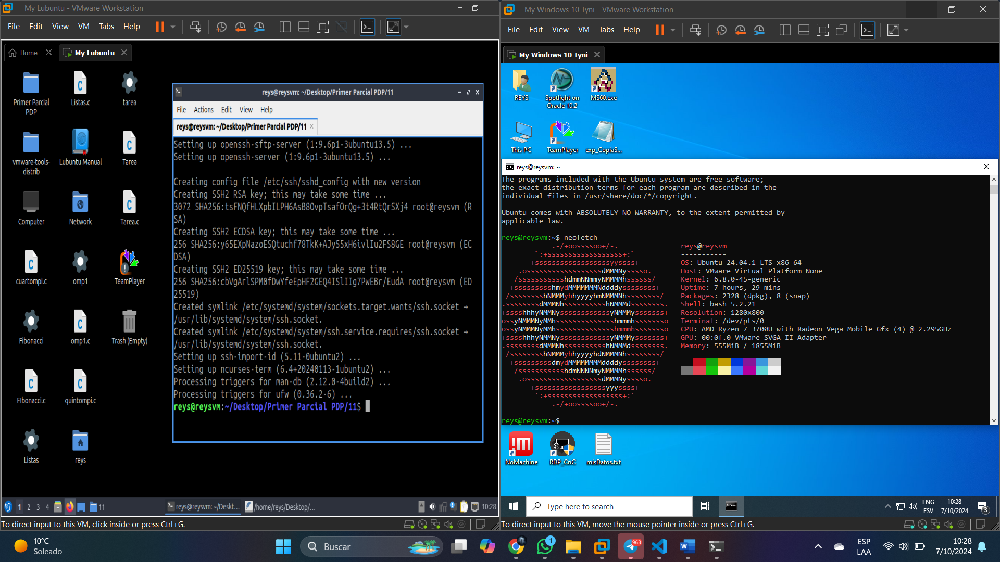 My Lubuntu - VMware Workstation
File Edit View VM Tabs Help
Home
My Lubuntu
Primer Parcial PDP
Listas.c
tarea
vmware-tools-distrib
Lubuntu Manual
Tarea
Computer
Network
Tarea.c
cuartompi.c
omp1
TeamPlayer
Fibonacci
omp1.c
Trash (Empty)
FIbonacci.c
quintompi.c
Listas
reys
reys@reysvm: ~/Desktop/Primer Parcial PDP/11
File Actions Edit View Help
reys@reysvm: ~/Desktop/Primer Parcial PDP/11
Setting up openssh-sftp-server (1:9.6p1-3ubuntu13.5) ...
Setting up openssh-server (1:9.6p1-3ubuntu13.5) ...
Creating config file /etc/ssh/sshd_config with new version
Creating SSH2 RSA key; this may take some time ...
3072 SHA256:tsFNQfHLXpbILPH6AsB8OvpTsafOrQg+3t4RtQrSXj4 root@reysvm (R
SA)
Creating SSH2 ECDSA key; this may take some time ...
256 SHA256:y65EXpNazoESQtuchf78TkK+AJy55xH6ivlIu2FS8GE root@reysvm (EC
DSA)
Creating SSH2 ED25519 key; this may take some time ...
256 SHA256:cbVgArlSPM0fDwYfeEpHF2GEQ4ISlIIg7PwEBr/EudA root@reysvm (ED
25519)
Created symlink /etc/systemd/system/sockets.target.wants/ssh.socket →
/usr/lib/systemd/system/ssh.socket.
Created symlink /etc/systemd/system/ssh.service.requires/ssh.socket →
/usr/lib/systemd/system/ssh.socket.
Setting up ssh-import-id (5.11-0ubuntu2) ...
Setting up ncurses-term (6.4+20240113-1ubuntu2) ...
Processing triggers for man-db (2.12.0-4build2) ...
Processing triggers for ufw (0.36.2-6) ...
reys@reysvm:~/Desktop/Primer Parcial PDP/11$
1 2 3 4
11
reys@reysvm: ~/Deskt...
/home/reys/Desktop/...
10:28
To direct input to this VM, click inside or press Ctrl+G.
My Windows 10 Tyni - VMware Workstation
File Edit View VM Tabs Help
My Windows 10 Tyni
REYS
Spotlight on Oracle 10.2
MS60.exe
This PC
TeamPlayer
exp_CopiaS...
reys@reysvm: ~
The programs included with the Ubuntu system are free software;
the exact distribution terms for each program are described in the
individual files in /usr/share/doc/*/copyright.
Ubuntu comes with ABSOLUTELY NO WARRANTY, to the extent permitted by
applicable law.
reys@reysvm:~$ neofetch
.-/+oossssoo+/-. reys@reysvm
`:+ssssssssssssssssss+:` -----------
-+ssssssssssssssssssyyssss+- OS: Ubuntu 24.04.1 LTS x86_64
.ossssssssssssssssssdMMMNysssso. Host: VMware Virtual Platform None
/ssssssssssshdmmNNmmyNMMMMhssssss/ Kernel: 6.8.0-45-generic
+ssssssssshmydMMMMMMMNddddyssssssss+ Uptime: 7 hours, 29 mins
/sssssssshNMMMyhhyyyyhmNMMMNhssssssss/ Packages: 2328 (dpkg), 8 (snap)
.ssssssssdMMMNhsssssssssshNMMMdssssssss. Shell: bash 5.2.21
+sssshhhyNMMNyssssssssssssyNMMMysssssss+ Resolution: 1280x800
ossyNMMMNyMMhsssssssssssssshmmmhssssssso Terminal: /dev/pts/0
ossyNMMMNyMMhsssssssssssssshmmmhssssssso CPU: AMD Ryzen 7 3700U with Radeon Vega Mobile Gfx (4) @ 2.295GHz
+sssshhhyNMMNyssssssssssssyNMMMysssssss+ GPU: 00:0f.0 VMware SVGA II Adapter
.ssssssssdMMMNhsssssssssshNMMMdssssssss. Memory: 555MiB / 1855MiB
/sssssssshNMMMyhhyyyyhdNMMMNhssssssss/
+sssssssssdmydMMMMMMMMddddyssssssss+
/ssssssssssshdmNNNNmyNMMMMhssssss/
.ossssssssssssssssssdMMMNysssso.
-+sssssssssssssssssyyyssss+-
`:+ssssssssssssssssss+:`
.-/+oossssoo+/-.
reys@reysvm:~$
NoMachine
RDP_CnC
misDatos.txt
Type here to search
ENG
ESV
10:28
7/10/2024
3
To direct input to this VM, move the mouse pointer inside or press Ctrl+G.
10°C
Soleado
Buscar
1
963
ESP
LAA
10:28
7/10/2024